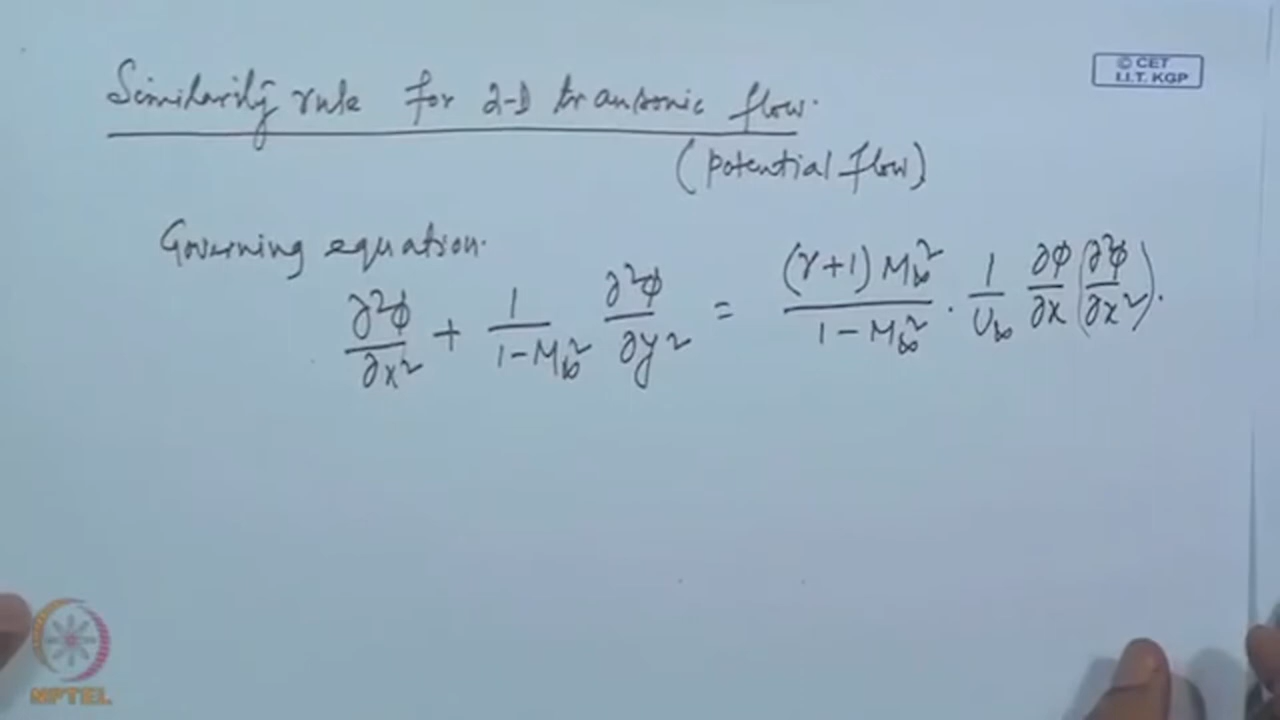 © CET
I.I.T. KGP
Similarity rule for 2-D transonic flow.
(potential flow)
Governing equation.
∂²φ/∂x² + 1/(1-M∞²) ∂²φ/∂y² = (γ+1)M∞²/(1-M∞²) · 1/U∞ ∂φ/∂x (∂²φ/∂x²).
NPTEL